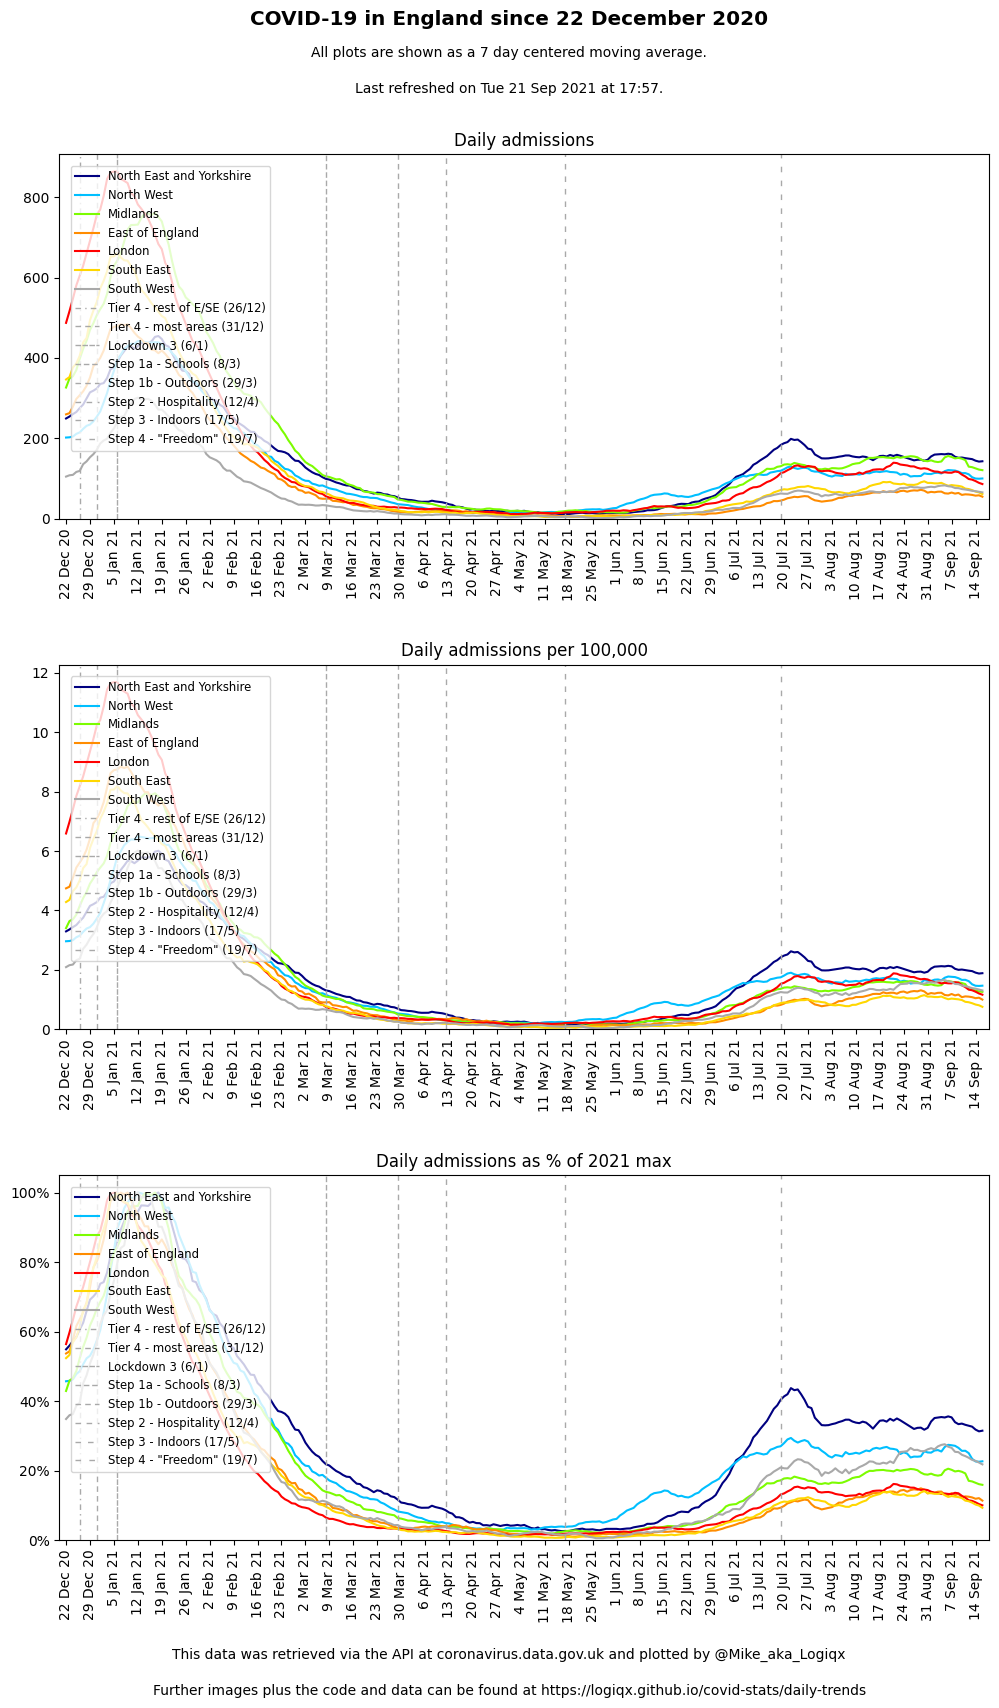 COVID-19 in England since 22 December 2020
All plots are shown as a 7 day centered moving average.
Last refreshed on Tue 21 Sep 2021 at 17:57.
Daily admissions
800
600
400
200
0
North East and Yorkshire
North West
Midlands
East of England
London
South East
South West
Tier 4 - rest of E/SE (26/12)
Tier 4 - most areas (31/12)
Lockdown 3 (6/1)
Step 1a - Schools (8/3)
Step 1b - Outdoors (29/3)
Step 2 - Hospitality (12/4)
Step 3 - Indoors (17/5)
Step 4 - "Freedom" (19/7)
22 Dec 20
29 Dec 20
5 Jan 21
12 Jan 21
19 Jan 21
26 Jan 21
2 Feb 21
9 Feb 21
16 Feb 21
23 Feb 21
2 Mar 21
9 Mar 21
16 Mar 21
23 Mar 21
30 Mar 21
6 Apr 21
13 Apr 21
20 Apr 21
27 Apr 21
4 May 21
11 May 21
18 May 21
25 May 21
1 Jun 21
8 Jun 21
15 Jun 21
22 Jun 21
29 Jun 21
6 Jul 21
13 Jul 21
20 Jul 21
27 Jul 21
3 Aug 21
10 Aug 21
17 Aug 21
24 Aug 21
31 Aug 21
7 Sep 21
14 Sep 21
Daily admissions per 100,000
12
10
8
6
4
2
0
North East and Yorkshire
North West
Midlands
East of England
London
South East
South West
Tier 4 - rest of E/SE (26/12)
Tier 4 - most areas (31/12)
Lockdown 3 (6/1)
Step 1a - Schools (8/3)
Step 1b - Outdoors (29/3)
Step 2 - Hospitality (12/4)
Step 3 - Indoors (17/5)
Step 4 - "Freedom" (19/7)
22 Dec 20
29 Dec 20
5 Jan 21
12 Jan 21
19 Jan 21
26 Jan 21
2 Feb 21
9 Feb 21
16 Feb 21
23 Feb 21
2 Mar 21
9 Mar 21
16 Mar 21
23 Mar 21
30 Mar 21
6 Apr 21
13 Apr 21
20 Apr 21
27 Apr 21
4 May 21
11 May 21
18 May 21
25 May 21
1 Jun 21
8 Jun 21
15 Jun 21
22 Jun 21
29 Jun 21
6 Jul 21
13 Jul 21
20 Jul 21
27 Jul 21
3 Aug 21
10 Aug 21
17 Aug 21
24 Aug 21
31 Aug 21
7 Sep 21
14 Sep 21
Daily admissions as % of 2021 max
100%
80%
60%
40%
20%
0%
North East and Yorkshire
North West
Midlands
East of England
London
South East
South West
Tier 4 - rest of E/SE (26/12)
Tier 4 - most areas (31/12)
Lockdown 3 (6/1)
Step 1a - Schools (8/3)
Step 1b - Outdoors (29/3)
Step 2 - Hospitality (12/4)
Step 3 - Indoors (17/5)
Step 4 - "Freedom" (19/7)
22 Dec 20
29 Dec 20
5 Jan 21
12 Jan 21
19 Jan 21
26 Jan 21
2 Feb 21
9 Feb 21
16 Feb 21
23 Feb 21
2 Mar 21
9 Mar 21
16 Mar 21
23 Mar 21
30 Mar 21
6 Apr 21
13 Apr 21
20 Apr 21
27 Apr 21
4 May 21
11 May 21
18 May 21
25 May 21
1 Jun 21
8 Jun 21
15 Jun 21
22 Jun 21
29 Jun 21
6 Jul 21
13 Jul 21
20 Jul 21
27 Jul 21
3 Aug 21
10 Aug 21
17 Aug 21
24 Aug 21
31 Aug 21
7 Sep 21
14 Sep 21
This data was retrieved via the API at coronavirus.data.gov.uk and plotted by @Mike_aka_Logiqx
Further images plus the code and data can be found at https://logiqx.github.io/covid-stats/daily-trends